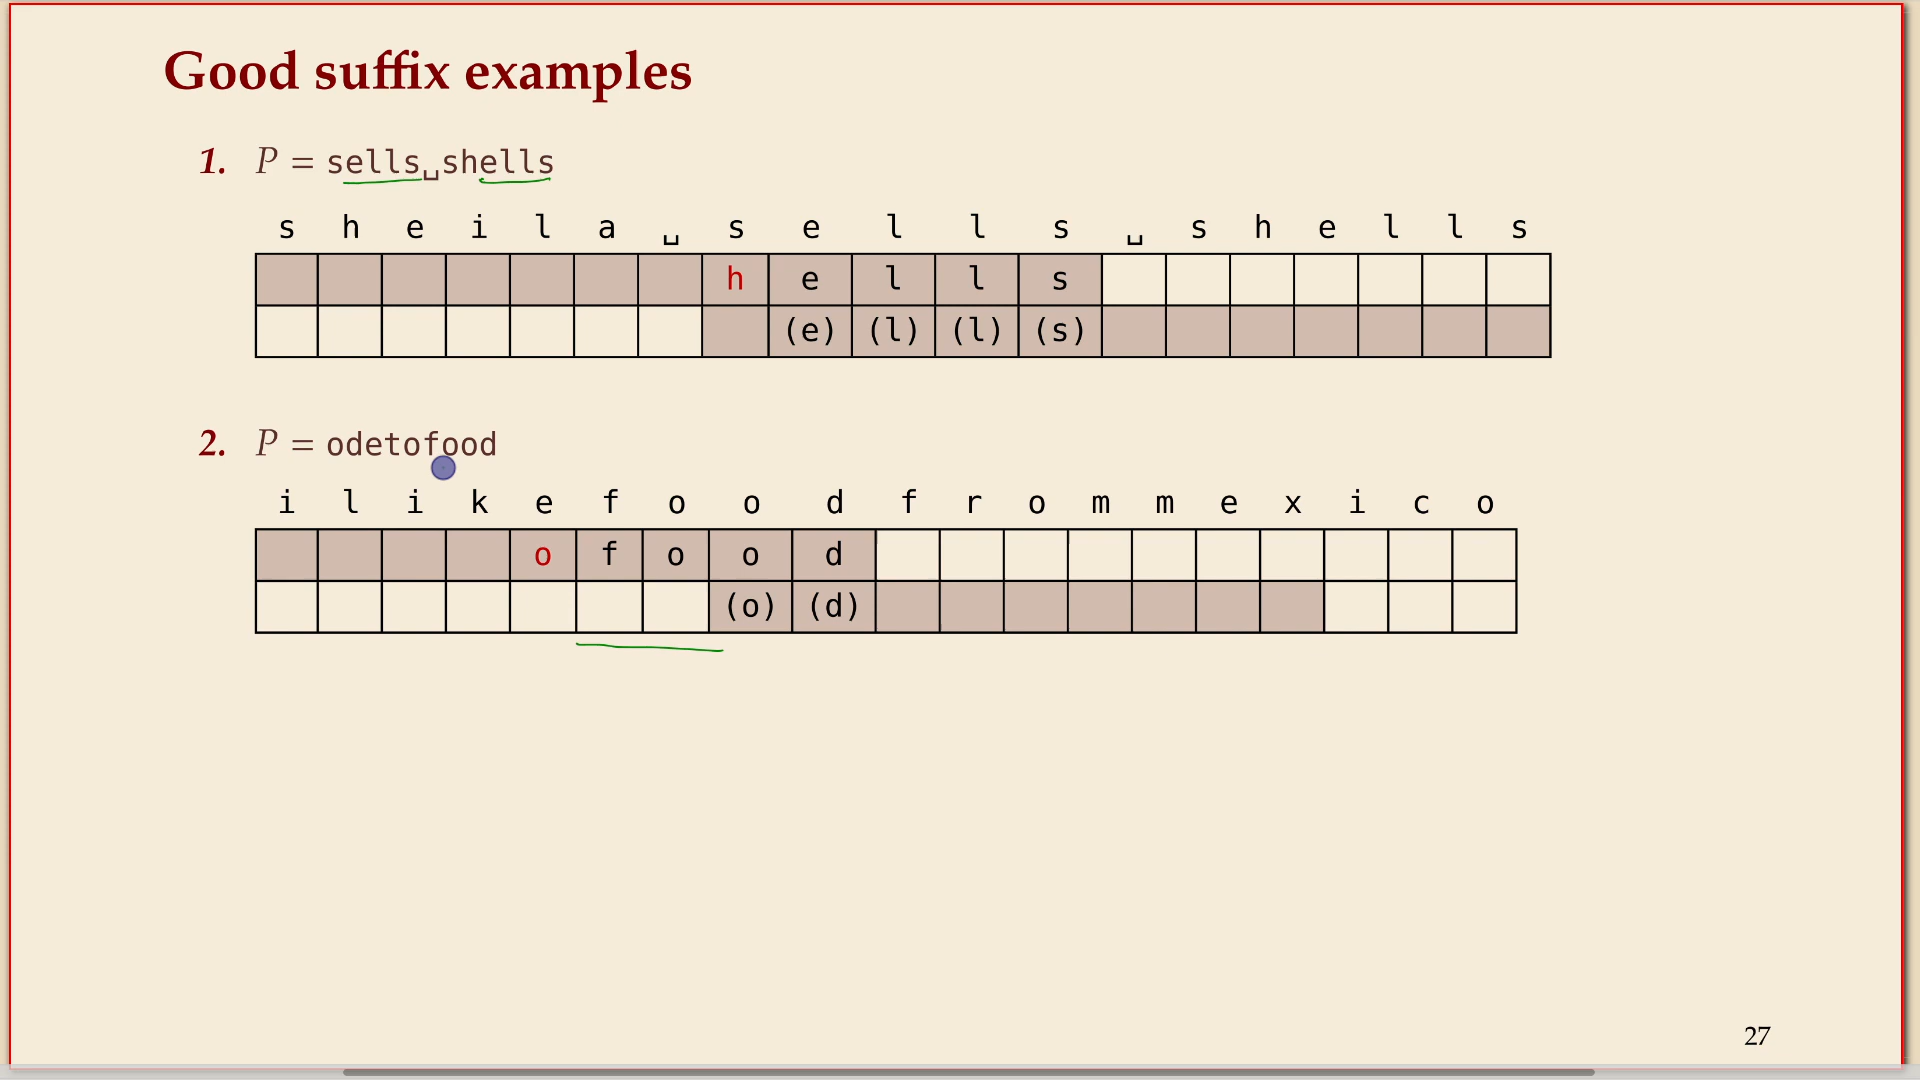 Good suffix examples
1. P = sells␣shells
s h e i l a ␣ s e l l s ␣ s h e l l s
h e l l s
(e) (l) (l) (s)
2. P = odetofood
i l i k e f o o d f r o m m e x i c o
o f o o d
(o) (d)
27